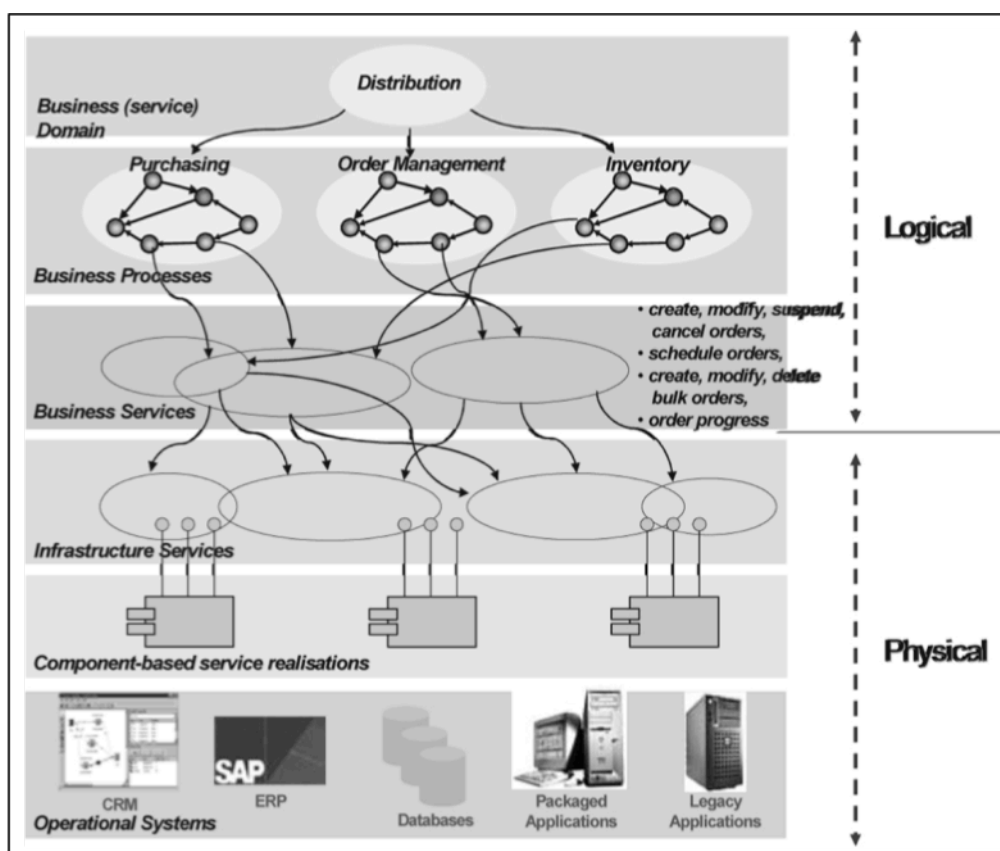 Distribution
Business (service)
Domain
Purchasing
Order Management
Inventory
Business Processes
Logical
• create, modify, suspend,
cancel orders,
• schedule orders,
• create, modify, delete
bulk orders,
• order progress
Business Services
Infrastructure Services
Component-based service realisations
Physical
SAP
CRM
ERP
Databases
Packaged
Applications
Legacy
Applications
Operational Systems